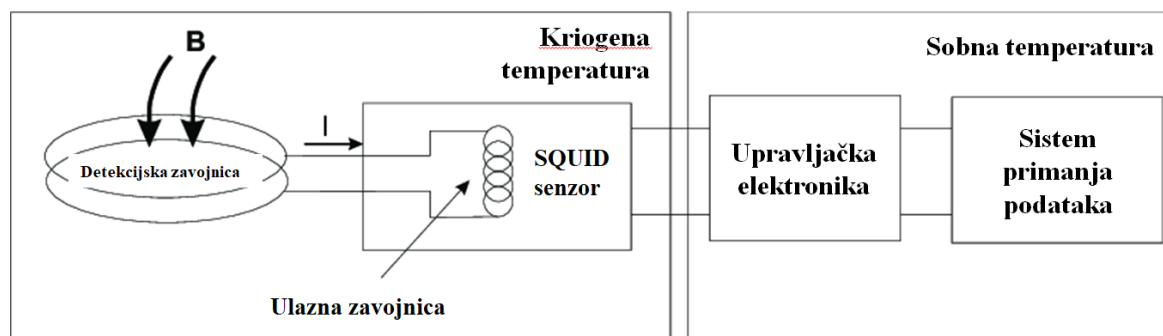 B
Kriogena
temperatura
Sobna temperatura
I
Detekcijska zavojnica
SQUID
senzor
Upravljačka
elektronika
Sistem
primanja
podataka
Ulazna zavojnica